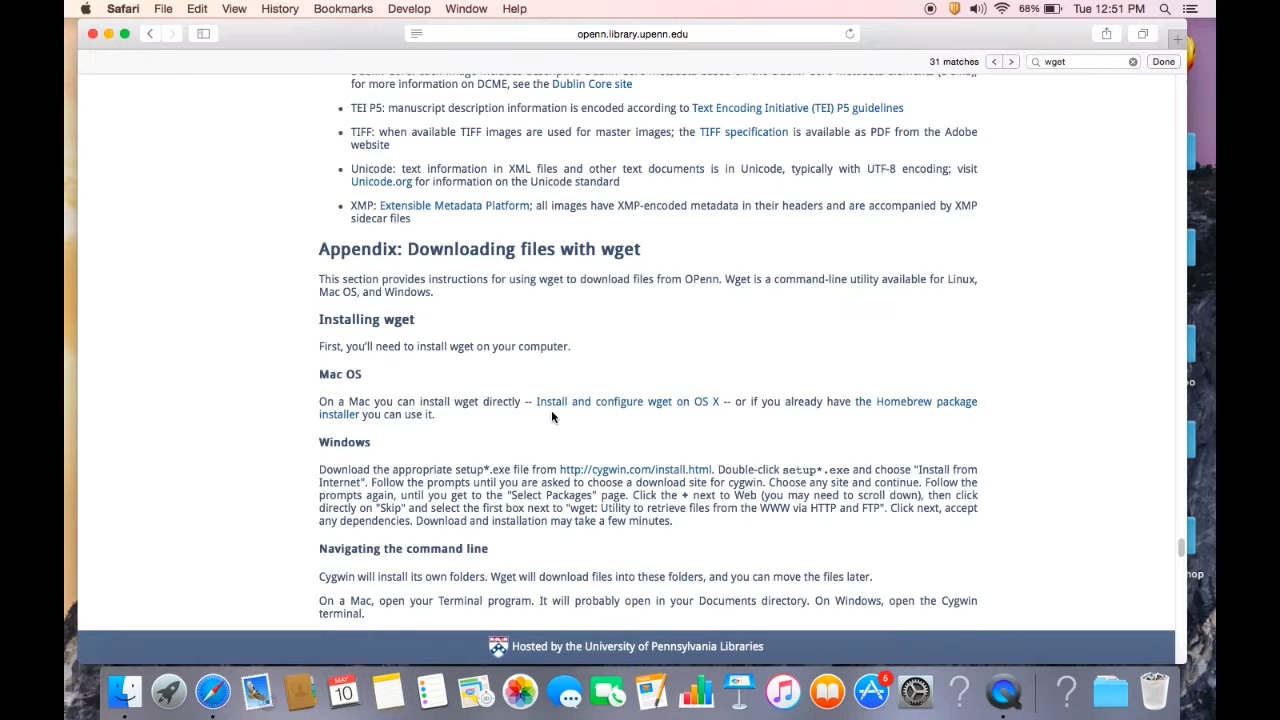 Safari File Edit View History Bookmarks Develop Window Help 68% Tue 12:51 PM
openn.library.upenn.edu
31 matches wget Done
for more information on DCME, see the Dublin Core site
TEI P5: manuscript description information is encoded according to Text Encoding Initiative (TEI) P5 guidelines
TIFF: when available TIFF images are used for master images; the TIFF specification is available as PDF from the Adobe
website
Unicode: text information in XML files and other text documents is in Unicode, typically with UTF-8 encoding; visit
Unicode.org for information on the Unicode standard
XMP: Extensible Metadata Platform; all images have XMP-encoded metadata in their headers and are accompanied by XMP
sidecar files
Appendix: Downloading files with wget
This section provides instructions for using wget to download files from OPenn. Wget is a command-line utility available for Linux,
Mac OS, and Windows.
Installing wget
First, you'll need to install wget on your computer.
Mac OS
On a Mac you can install wget directly -- Install and configure wget on OS X -- or if you already have the Homebrew package
installer you can use it.
Windows
Download the appropriate setup*.exe file from http://cygwin.com/install.html. Double-click setup*.exe and choose "Install from
Internet". Follow the prompts until you are asked to choose a download site for cygwin. Choose any site and continue. Follow the
prompts again, until you get to the "Select Packages" page. Click the + next to Web (you may need to scroll down), then click
directly on "Skip" and select the first box next to "wget: Utility to retrieve files from the WWW via HTTP and FTP". Click next, accept
any dependencies. Download and installation may take a few minutes.
Navigating the command line
Cygwin will install its own folders. Wget will download files into these folders, and you can move the files later.
On a Mac, open your Terminal program. It will probably open in your Documents directory. On Windows, open the Cygwin
terminal.
Hosted by the University of Pennsylvania Libraries
MAY
10
6